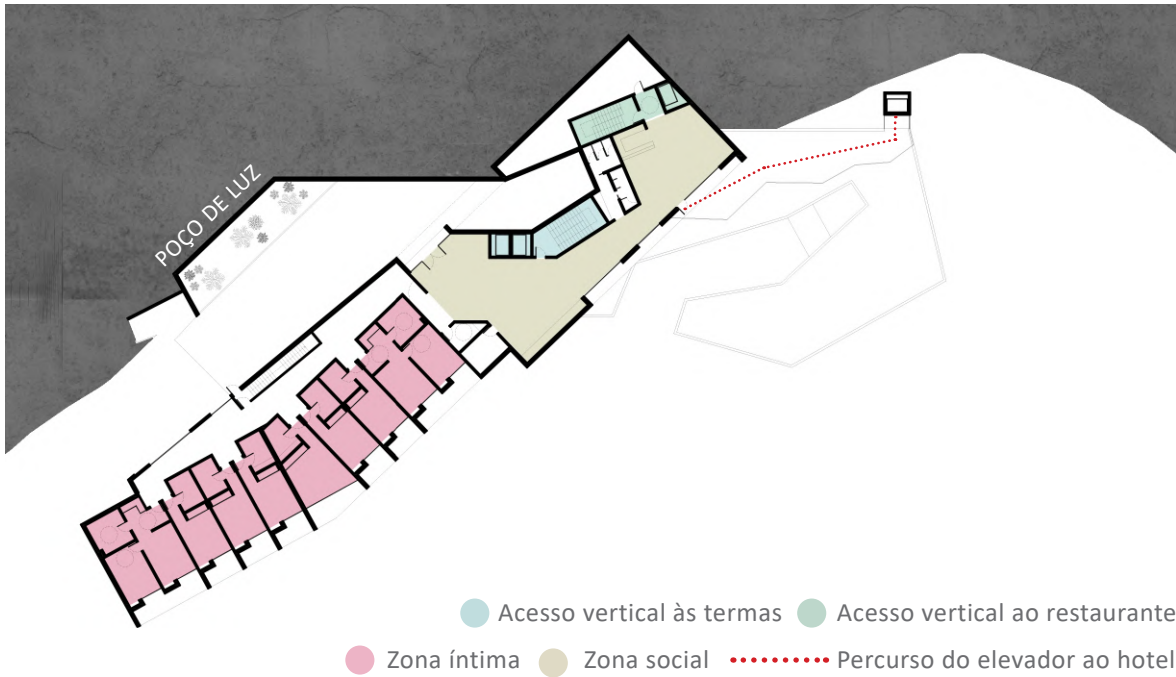 POÇO DE LUZ
Acesso vertical às termas Acesso vertical ao restaurante
Zona íntima Zona social Percurso do elevador ao hotel